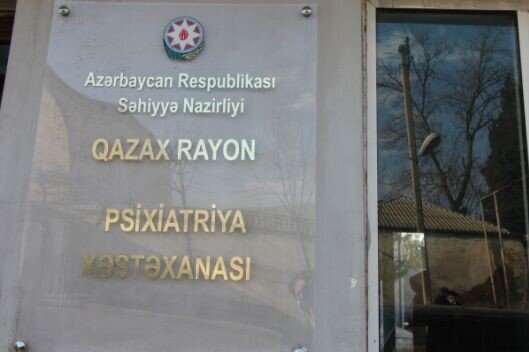 Azərbaycan Respublikası
Səhiyyə Nazirliyi
QAZAX RAYON
PSİXİATRİYA
XƏSTƏXANASI